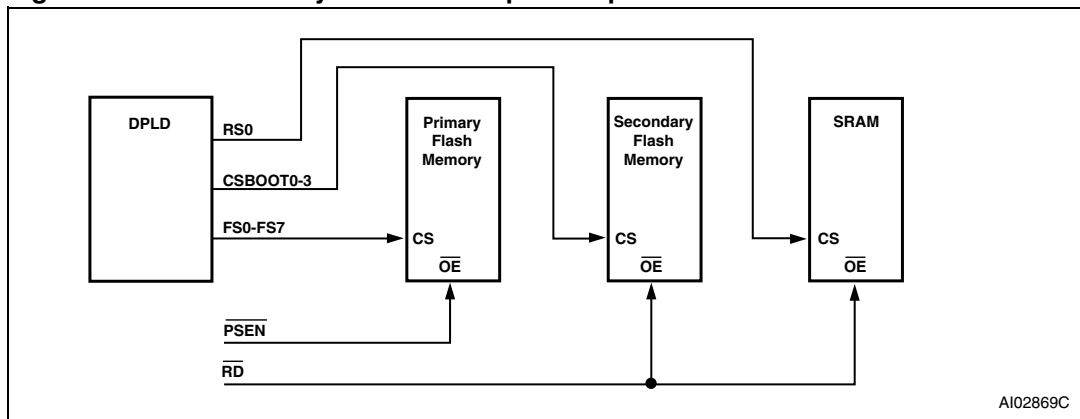 DPLD
RS0
CSBOOT0-3
FS0-FS7
Primary
Flash
Memory
CS
OE
Secondary
Flash
Memory
CS
OE
SRAM
CS
OE
PSEN
RD
AI02869C